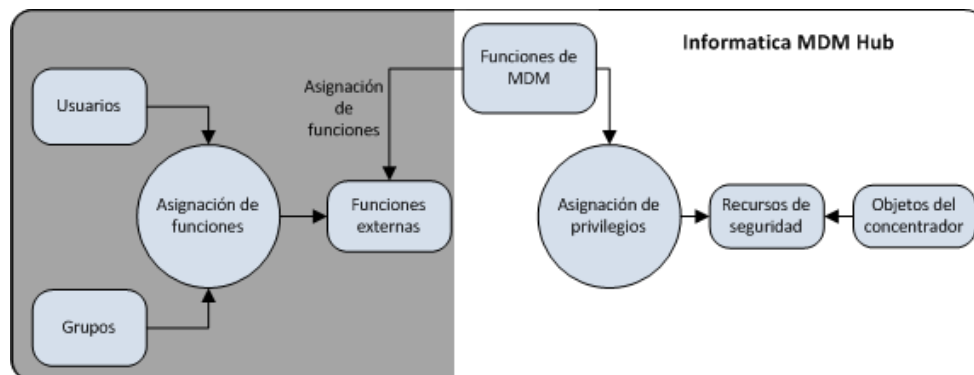 Informatica MDM Hub
Funciones de
MDM
Asignación
de
funciones
Usuarios
Asignación de
funciones
Funciones
externas
Asignación de
privilegios
Recursos de
seguridad
Objetos del
concentrador
Grupos